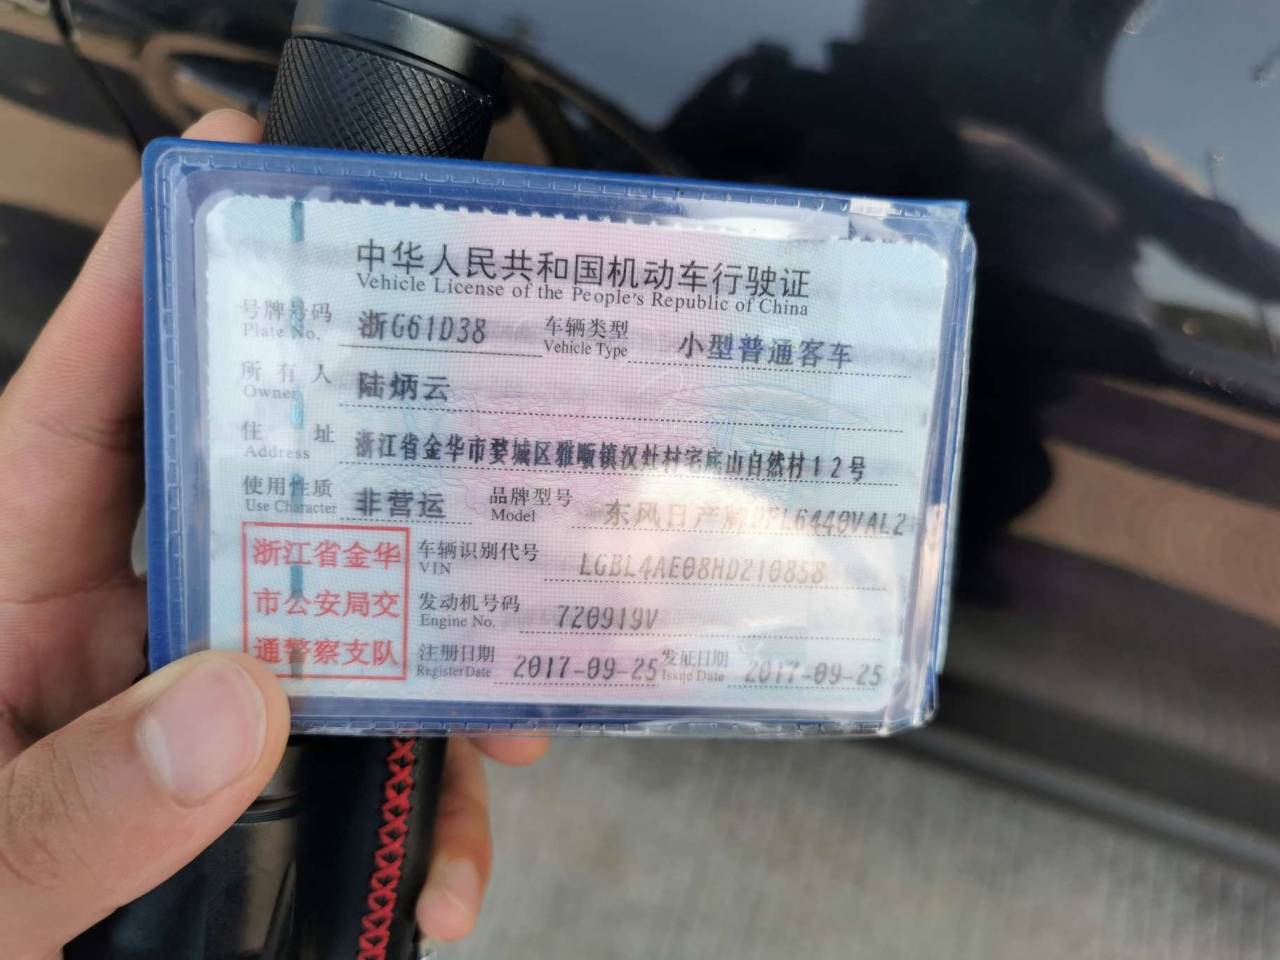 中华人民共和国机动车行驶证
Vehicle License of the People's Republic of China
号牌号码 浙G61D38 车辆类型 小型普通客车
Plate No. Vehicle Type
所有人 陆炳云
Owner
住址 浙江省金华市婺城区雅畈镇汉灶村宅底山自然村12号
Address
使用性质 非营运 品牌型号 东风日产牌DFL6440VAL2
Use Character Model
浙江省金华
市公安局交
通警察支队
车辆识别代号 LGBL4AE08HD210858
VIN
发动机号码 720919V
Engine No.
注册日期 2017-09-25 发证日期 2017-09-25
Register Date Issue Date